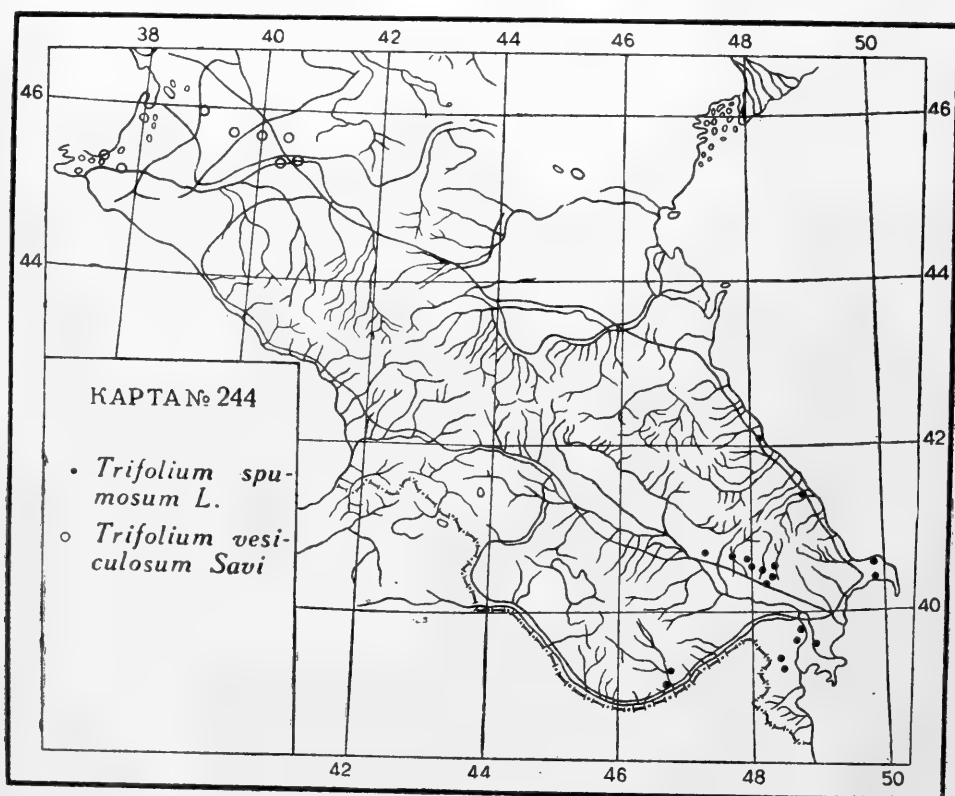 38 40 42 44 46 48 50
46 46
44 44
КАРТА № 244
42
• Trifolium spu-
mosum L.
○ Trifolium vesi-
culosum Savi
40 40
42 44 46 48 50